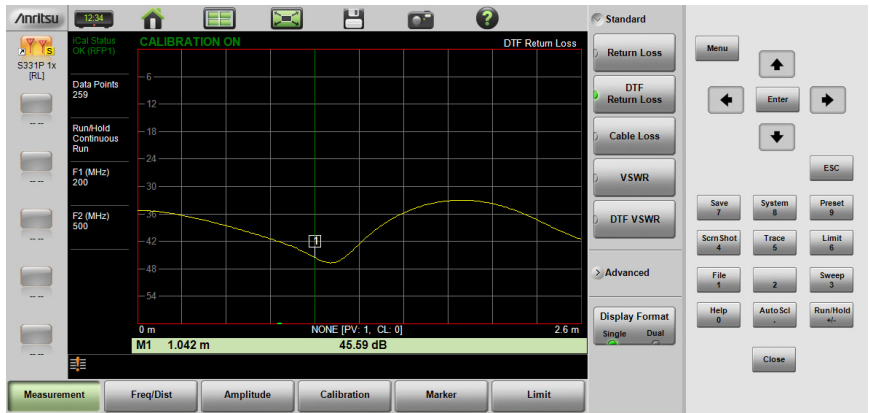 Anritsu
12:34
?
Standard
iCal Status
OK (RFP1)
CALIBRATION ON
DTF Return Loss
S331P 1x
[RL]
S
Data Points
259
Run/Hold
Continuous
Run
F1 (MHz)
200
F2 (MHz)
500
-- --
-- --
-- --
-- --
-- --
-6
-12
-18
-24
-30
-36
-42
-48
-54
1
0 m
NONE [PV: 1, CL: 0]
2.6 m
M1 1.042 m 45.59 dB
Return Loss
DTF
Return Loss
Cable Loss
VSWR
DTF VSWR
Advanced
Display Format
Single Dual
Measurement
Freq/Dist
Amplitude
Calibration
Marker
Limit
Menu
Enter
ESC
Save
7
System
8
Preset
9
Scrn Shot
4
Trace
5
Limit
6
File
1
2
Sweep
3
Help
0
Auto Scl
.
Run/Hold
+/-
Close